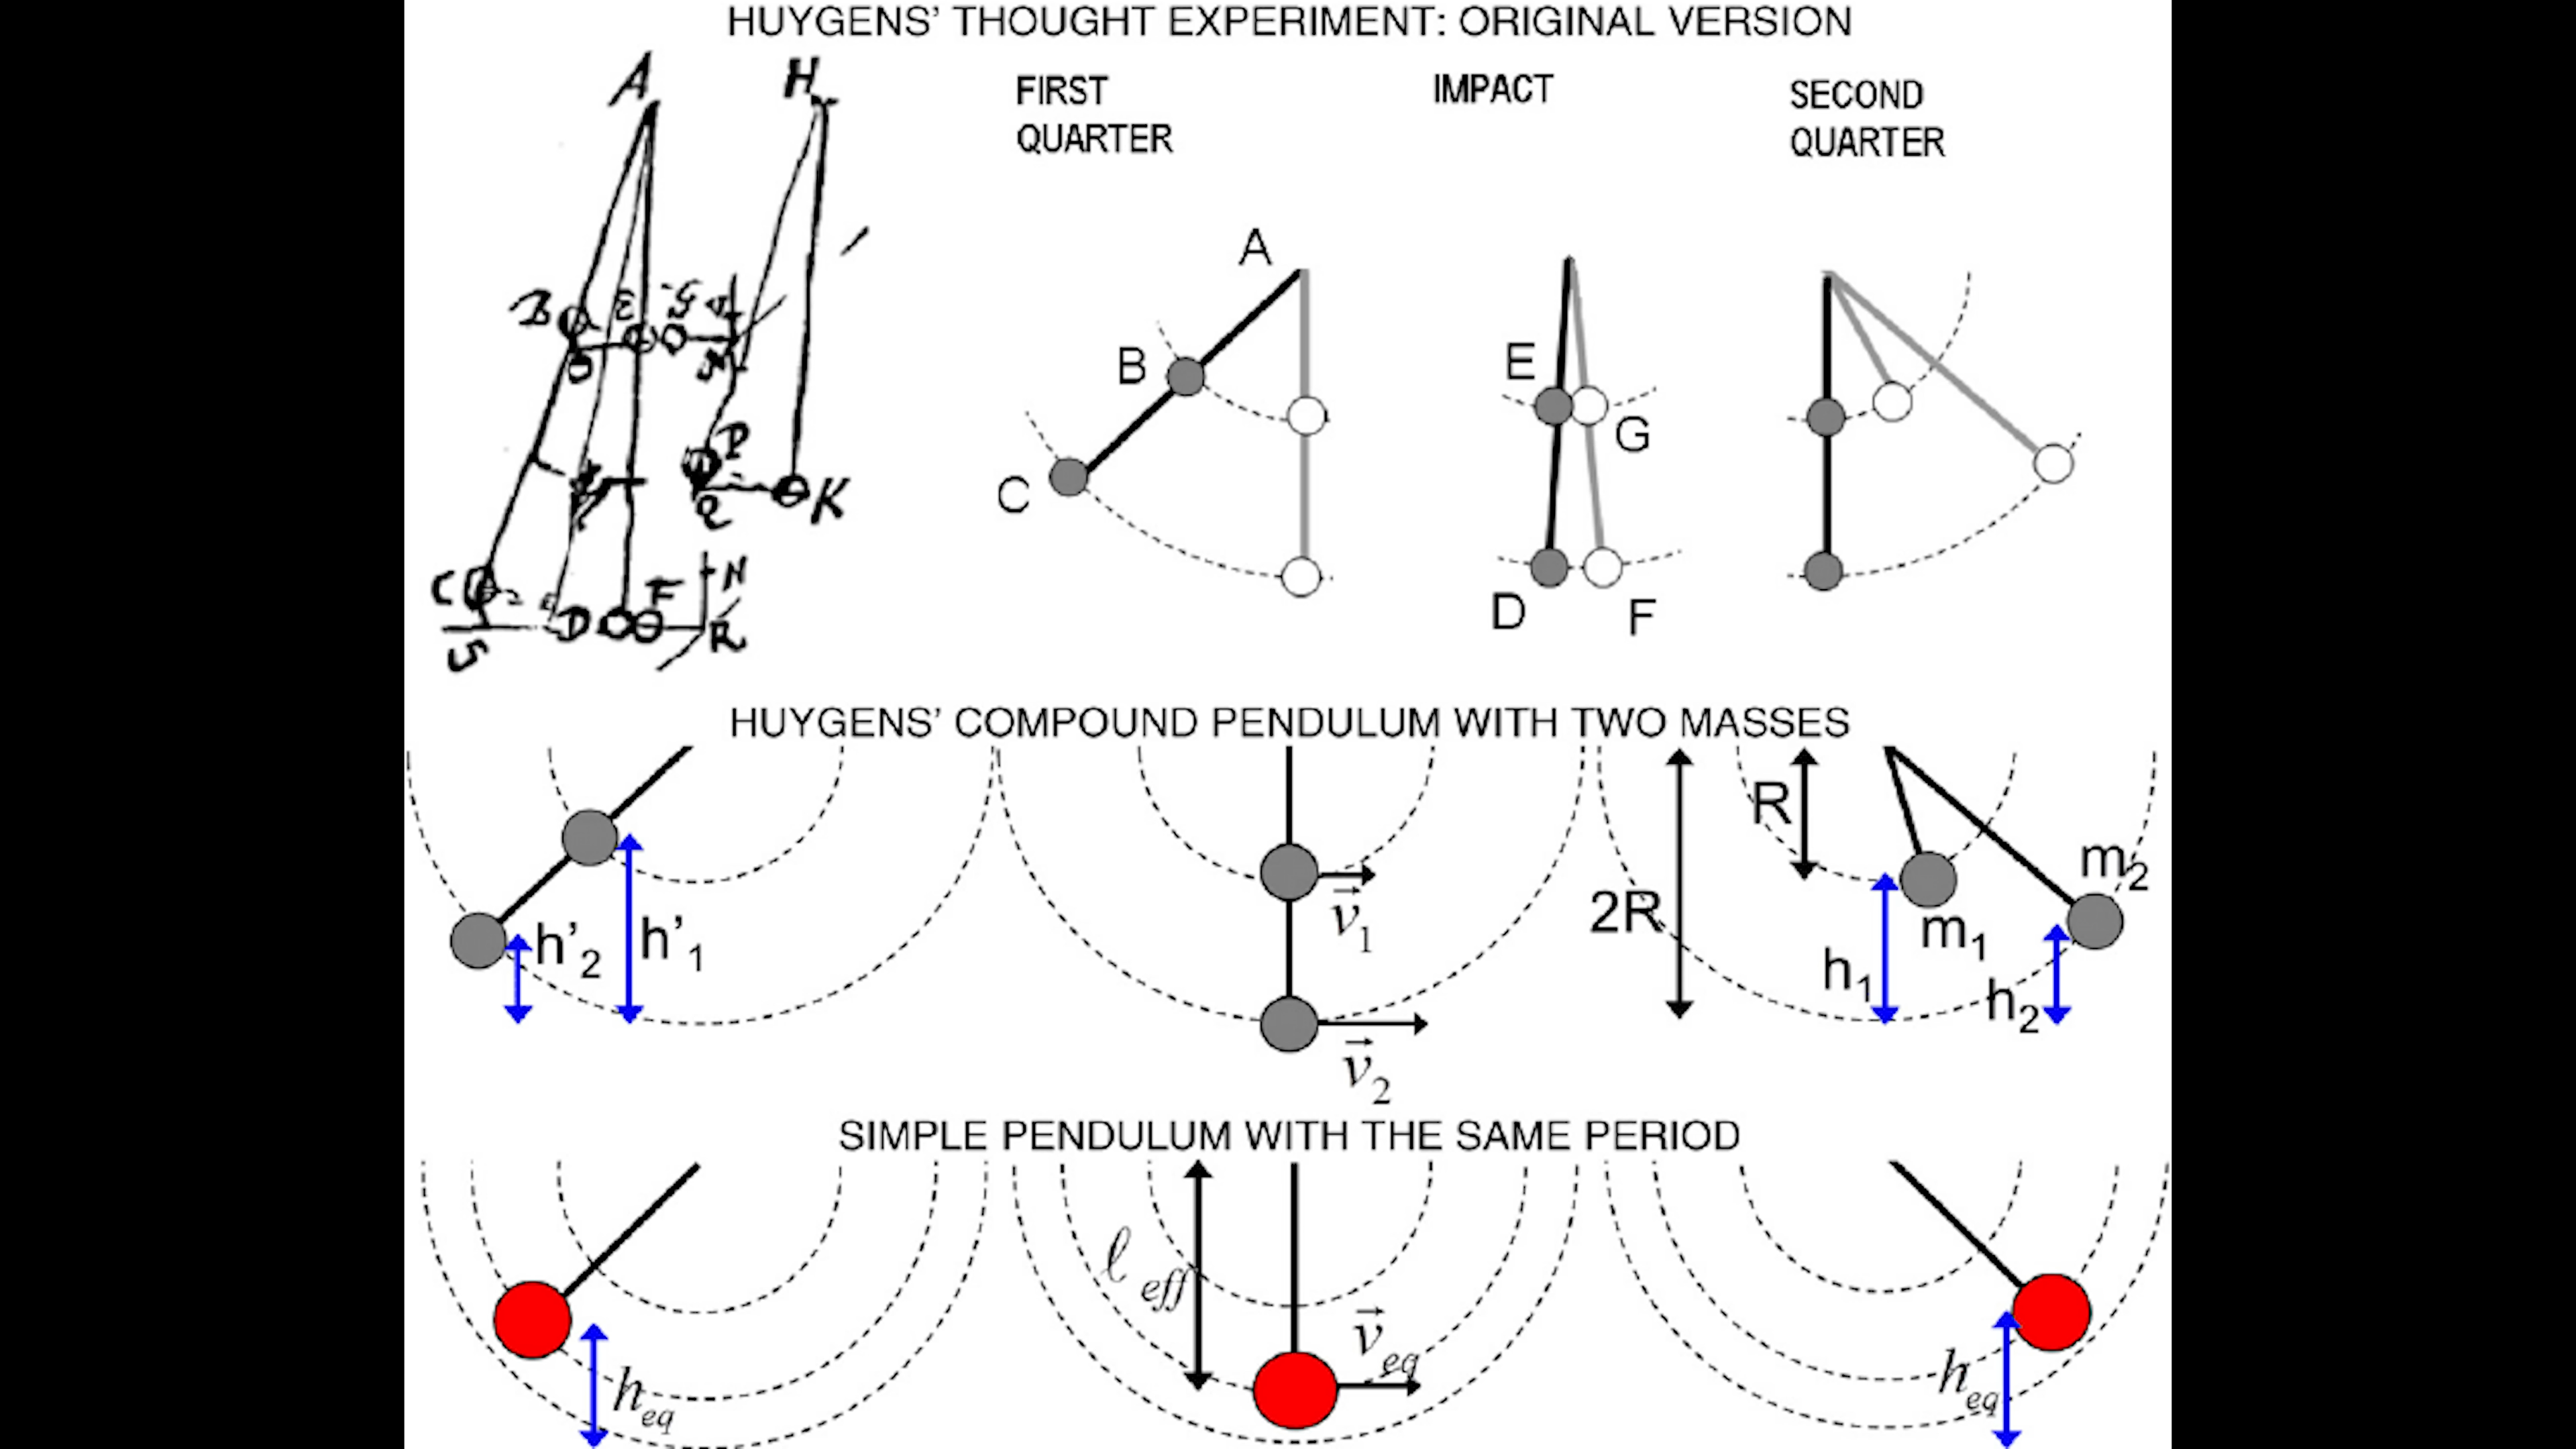 HUYGENS' THOUGHT EXPERIMENT: ORIGINAL VERSION
A
H
FIRST
QUARTER
IMPACT
SECOND
QUARTER
B
E
G
C
P
Q
K
D
F
N
R
S
A
B
C
E
G
D
F
HUYGENS' COMPOUND PENDULUM WITH TWO MASSES
h'2
h'1
v1
v2
2R
R
h1
m1
m2
h2
SIMPLE PENDULUM WITH THE SAME PERIOD
heq
ℓeff
veq
heq